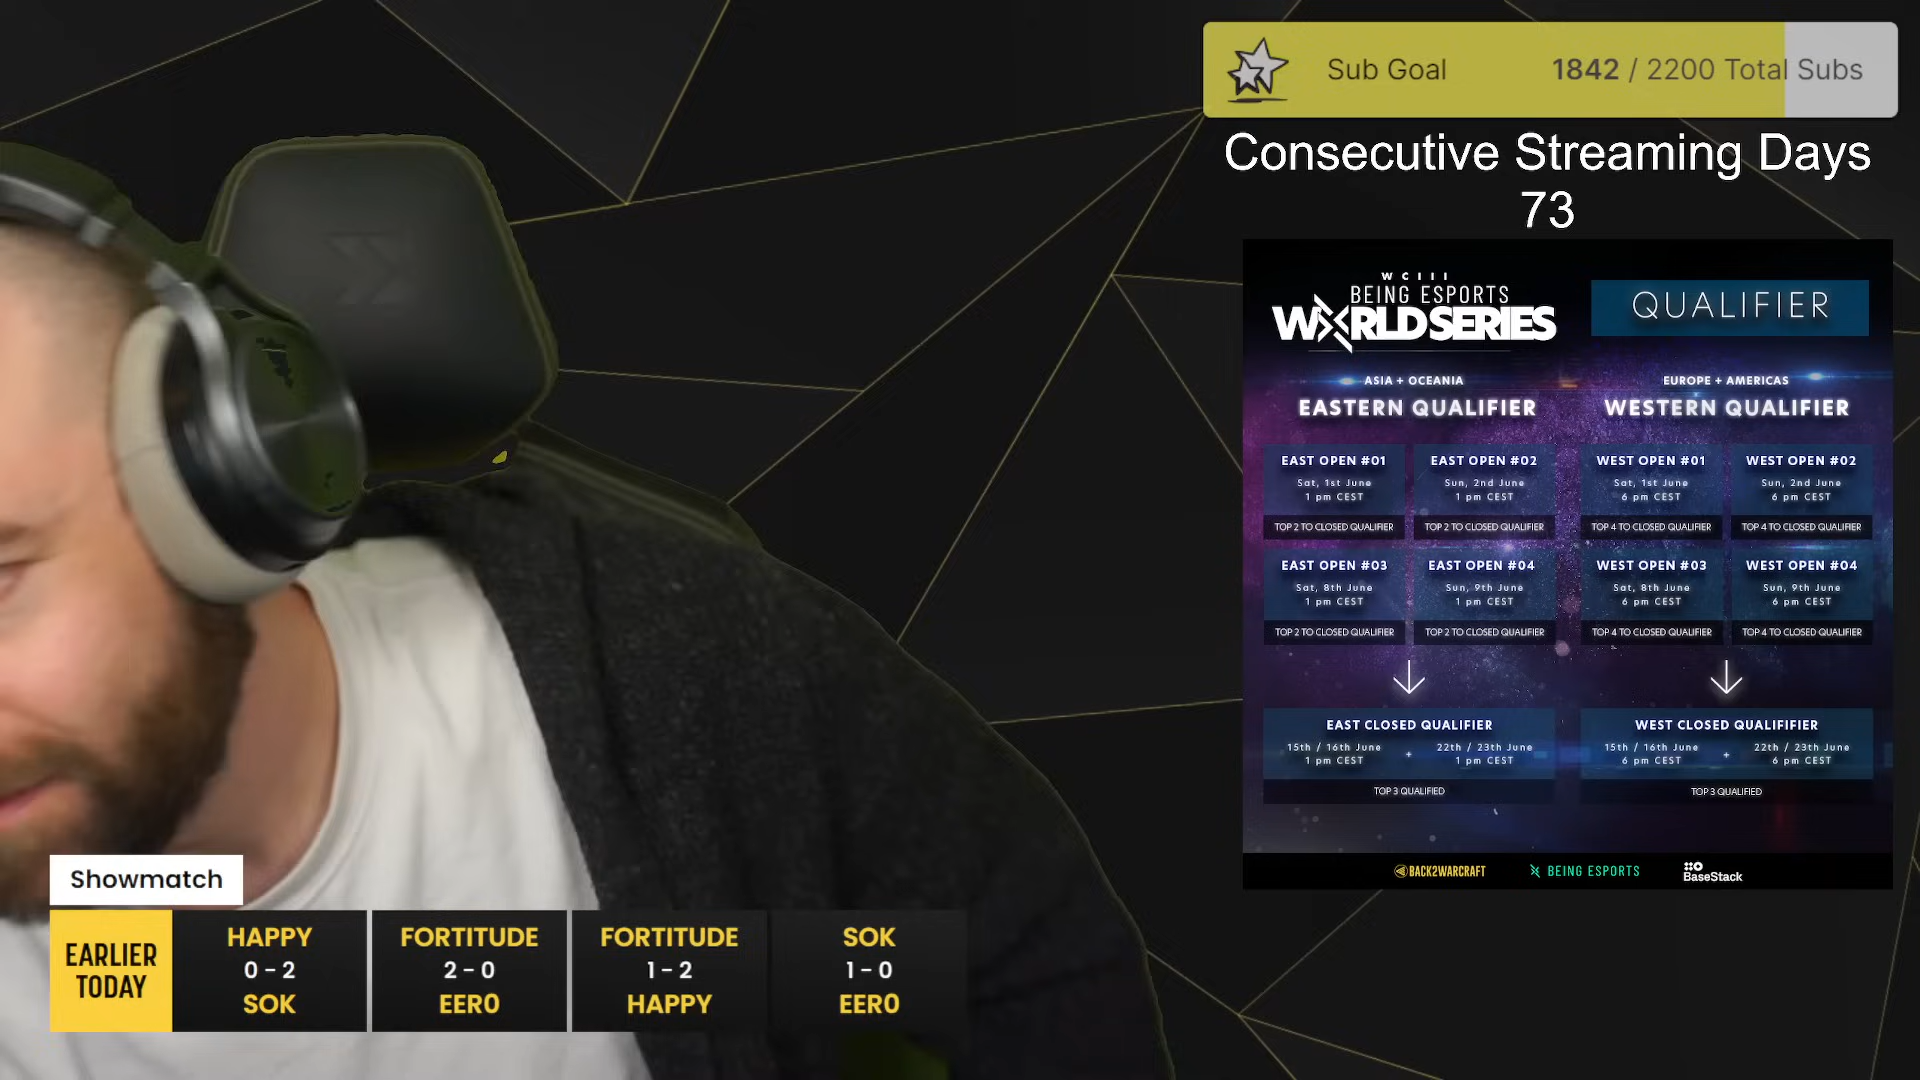 Sub Goal 1842 / 2200 Total Subs
Consecutive Streaming Days
73
WCIII
BEING ESPORTS
WXRLD SERIES
QUALIFIER
ASIA + OCEANIA
EASTERN QUALIFIER
EAST OPEN #01
Sat, 1st June
1 pm CEST
TOP 2 TO CLOSED QUALIFIER
EAST OPEN #02
Sun, 2nd June
1 pm CEST
TOP 2 TO CLOSED QUALIFIER
EAST OPEN #03
Sat, 8th June
1 pm CEST
TOP 2 TO CLOSED QUALIFIER
EAST OPEN #04
Sun, 9th June
1 pm CEST
TOP 2 TO CLOSED QUALIFIER
EAST CLOSED QUALIFIER
15th / 16th June + 22th / 23th June
1 pm CEST 1 pm CEST
TOP 3 QUALIFIED
EUROPE + AMERICAS
WESTERN QUALIFIER
WEST OPEN #01
Sat, 1st June
6 pm CEST
TOP 4 TO CLOSED QUALIFIER
WEST OPEN #02
Sun, 2nd June
6 pm CEST
TOP 4 TO CLOSED QUALIFIER
WEST OPEN #03
Sat, 8th June
6 pm CEST
TOP 4 TO CLOSED QUALIFIER
WEST OPEN #04
Sun, 9th June
6 pm CEST
TOP 4 TO CLOSED QUALIFIER
WEST CLOSED QUALIFIFIER
15th / 16th June + 22th / 23th June
6 pm CEST 6 pm CEST
TOP 3 QUALIFIED
BACK2WARCRAFT
BEING ESPORTS
BaseStack
Showmatch
EARLIER
TODAY
HAPPY
0 - 2
SOK
FORTITUDE
2 - 0
EER0
FORTITUDE
1 - 2
HAPPY
SOK
1 - 0
EER0